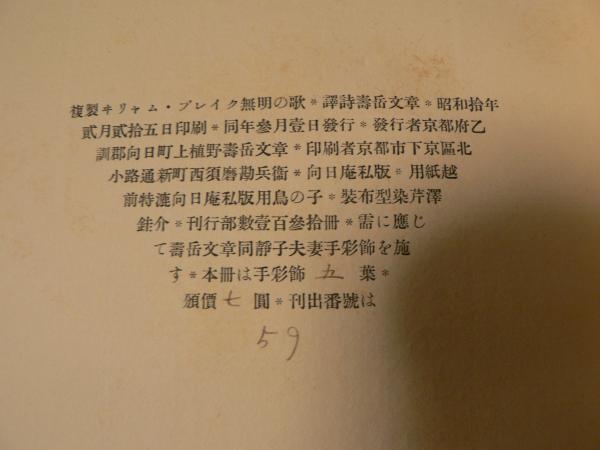 複製ヰリャム・ブレイク無明の歌*譯詩壽岳文章*昭和拾年
貳月貳拾五日印刷*同年參月壹日發行*發行者京都府乙
訓郡向日町上植野壽岳文章*印刷者京都市下京區北
小路通新町西須磨勘兵衞*向日庵私版*用紙越
前特漉向日庵私版用鳥の子*裝布型染芹澤
銈介*刊行部數壹百參拾冊*需に應じ
て壽岳文章同靜子夫妻手彩飾を施
す*本冊は手彩飾五葉*
頒價七圓*刊出番號は
59